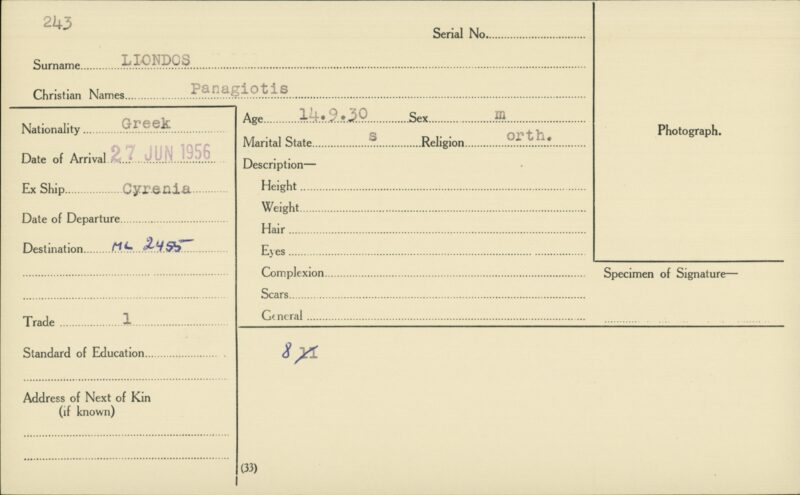 243
Serial No.
Surname LIONDOS
Christian Names Panagiotis
Nationality Greek
Date of Arrival 27 JUN 1956
Ex Ship Cyrenia
Date of Departure
Destination ML 2455
Trade 1
Standard of Education
Address of Next of Kin
(if known)
Age 14.9.30 Sex m
Marital State s Religion orth.
Description—
Height
Weight
Hair
Eyes
Complexion
Scars
General
8 11
(33)
Photograph.
Specimen of Signature—